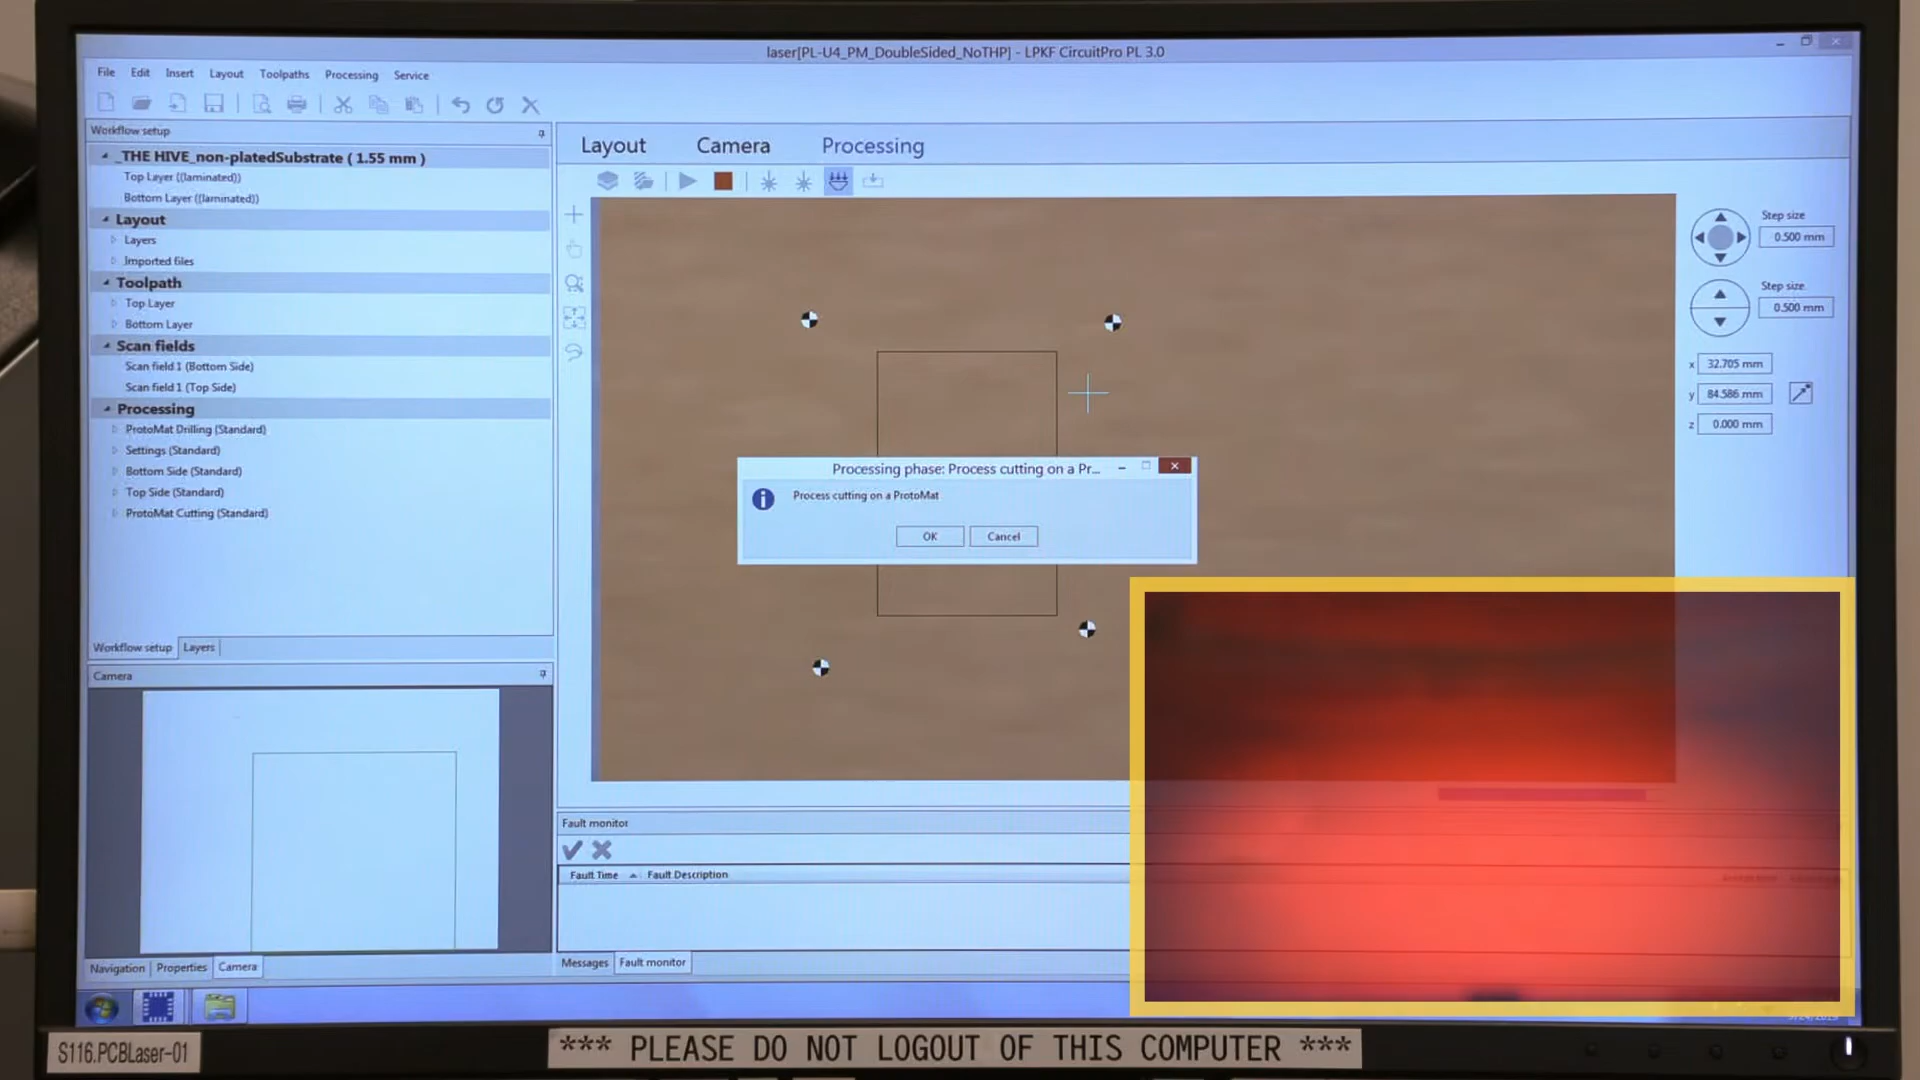 laser[PL-U4_PM_DoubleSided_NoTHP] - LPKF CircuitPro PL 3.0
File Edit Insert Layout Toolpaths Processing Service
Workflow setup
_THE HIVE_non-platedSubstrate ( 1.55 mm )
Top Layer ((laminated))
Bottom Layer ((laminated))
Layout
Layers
Imported files
Toolpath
Top Layer
Bottom Layer
Scan fields
Scan field 1 (Bottom Side)
Scan field 1 (Top Side)
Processing
ProtoMat Drilling (Standard)
Settings (Standard)
Bottom Side (Standard)
Top Side (Standard)
ProtoMat Cutting (Standard)
Workflow setup Layers
Camera
Navigation Properties Camera
Layout Camera Processing
Processing phase: Process cutting on a Pr...
Process cutting on a ProtoMat
OK Cancel
Step size
0.500 mm
Step size
0.500 mm
x 32.705 mm
y 84.586 mm
z 0.000 mm
Fault monitor
Fault Time Fault Description
Messages Fault monitor
S116.PCBLaser-01
*** PLEASE DO NOT LOGOUT OF THIS COMPUTER ***